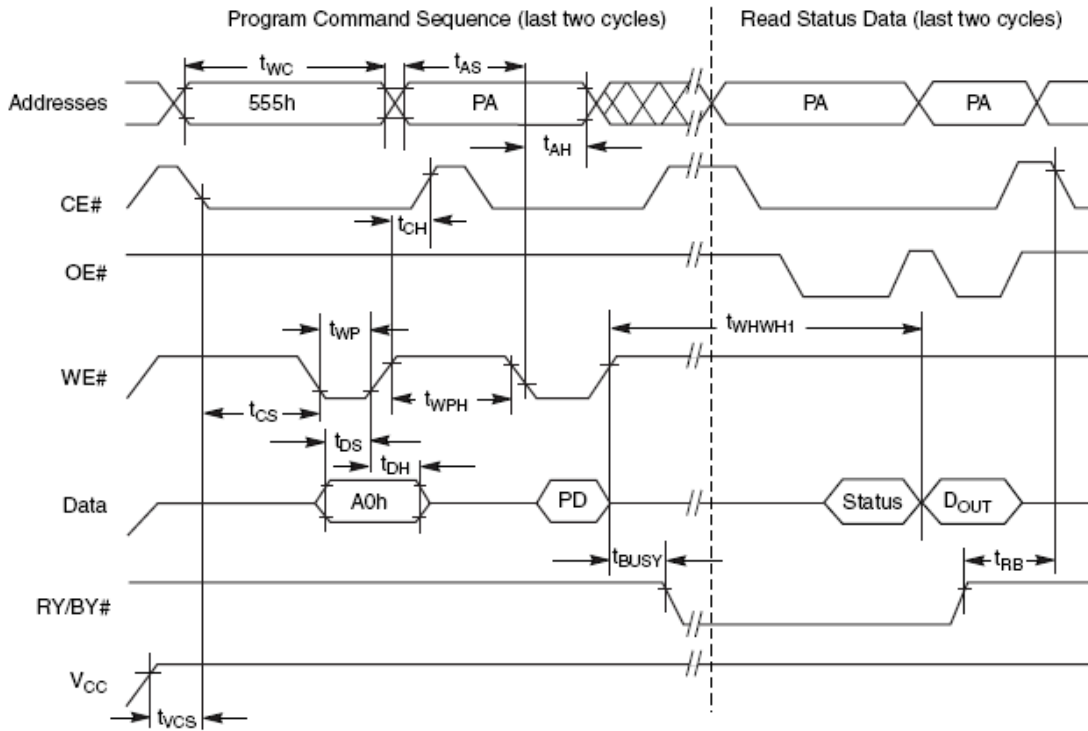 Program Command Sequence (last two cycles) Read Status Data (last two cycles)
tWC tAS
Addresses 555h PA PA PA
tAH
CE#
tCH
OE#
tWP tWHWH1
WE#
tCS tWPH
tDS
tDH
Data A0h PD Status DOUT
tBUSY tRB
RY/BY#
VCC
tVCS